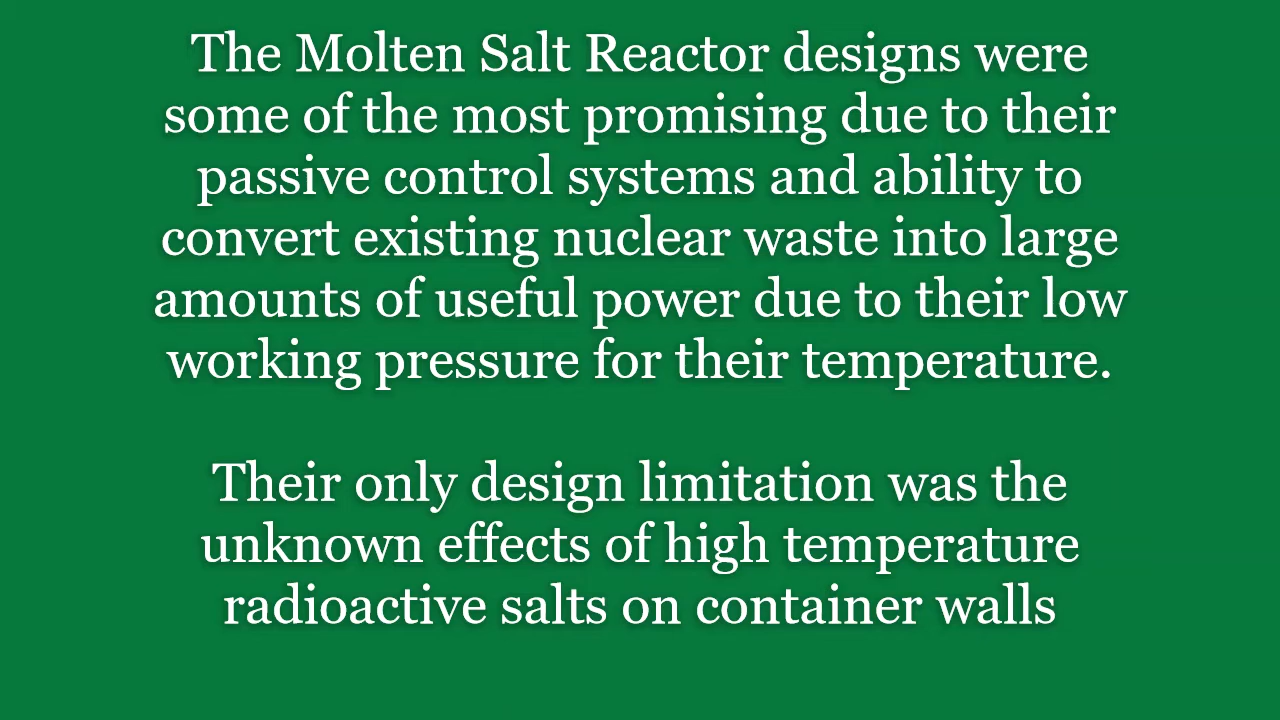 The Molten Salt Reactor designs were
some of the most promising due to their
passive control systems and ability to
convert existing nuclear waste into large
amounts of useful power due to their low
working pressure for their temperature.
Their only design limitation was the
unknown effects of high temperature
radioactive salts on container walls